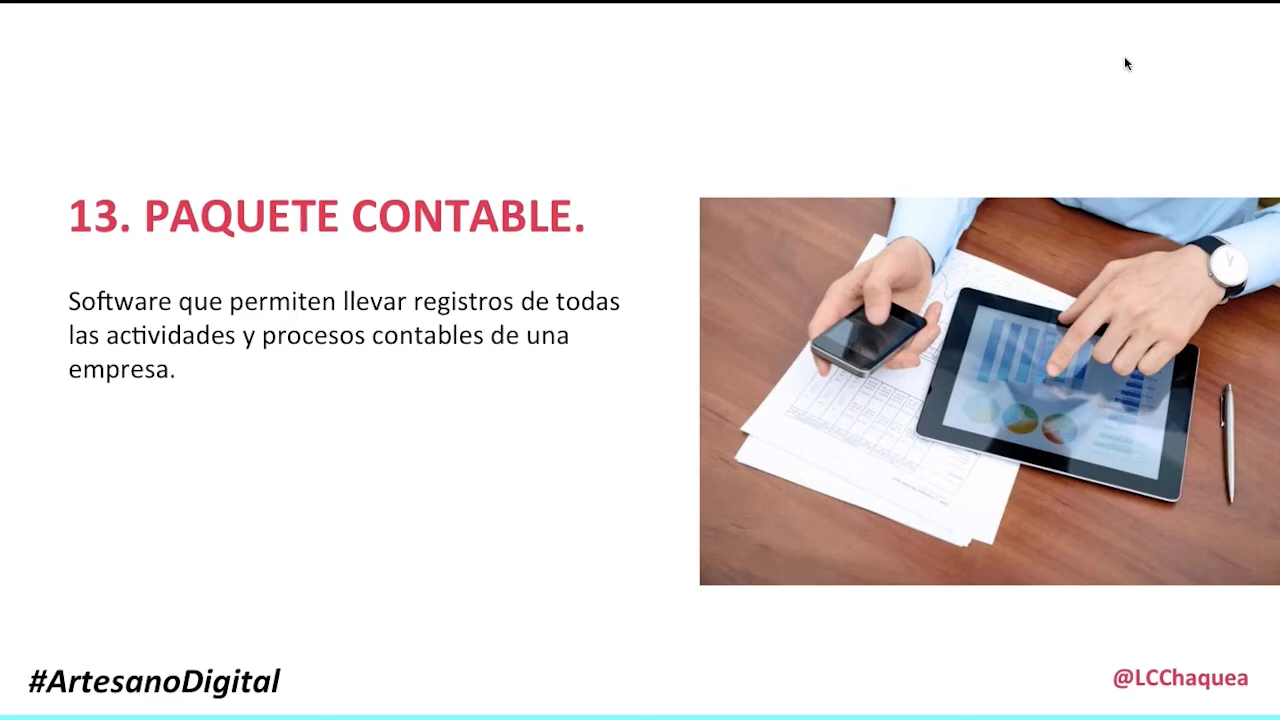 13. PAQUETE CONTABLE.
Software que permiten llevar registros de todas
las actividades y procesos contables de una
empresa.
#ArtesanoDigital
@LCChaquea